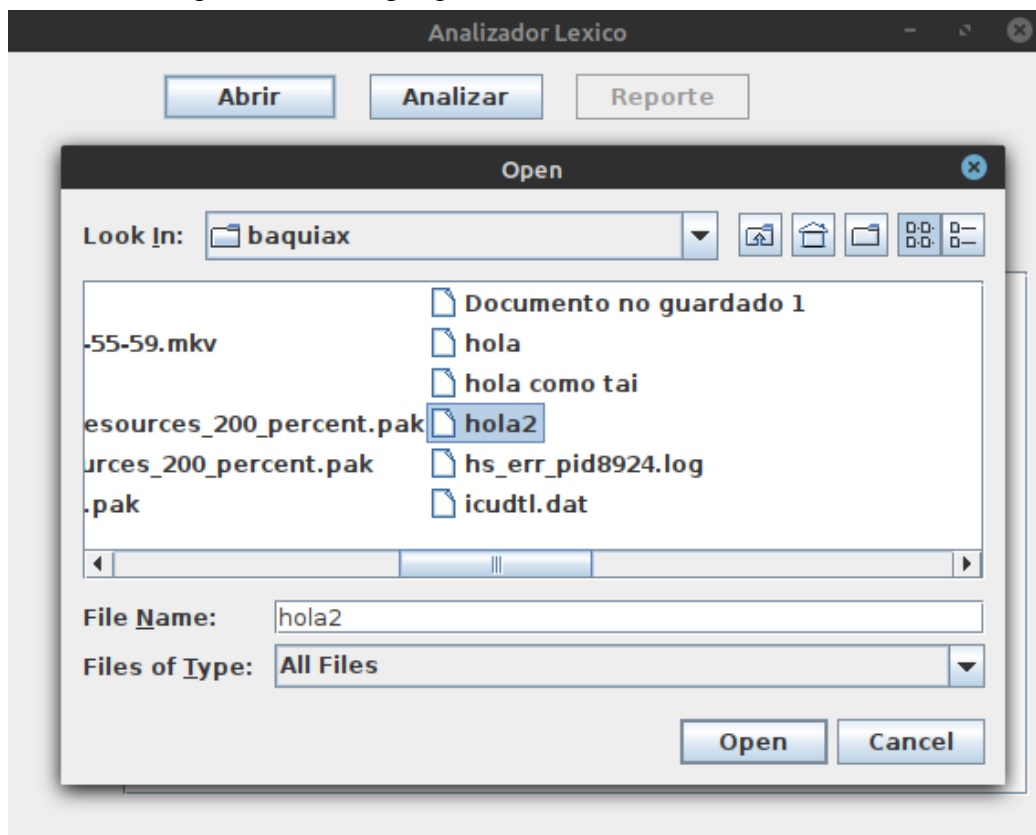 Analizador Lexico
Abrir Analizar Reporte
Open
Look In: baquiax
Documento no guardado 1
-55-59.mkv hola
hola como tai
esources_200_percent.pak hola2
urces_200_percent.pak hs_err_pid8924.log
.pak icudtl.dat
File Name: hola2
Files of Type: All Files
Open Cancel